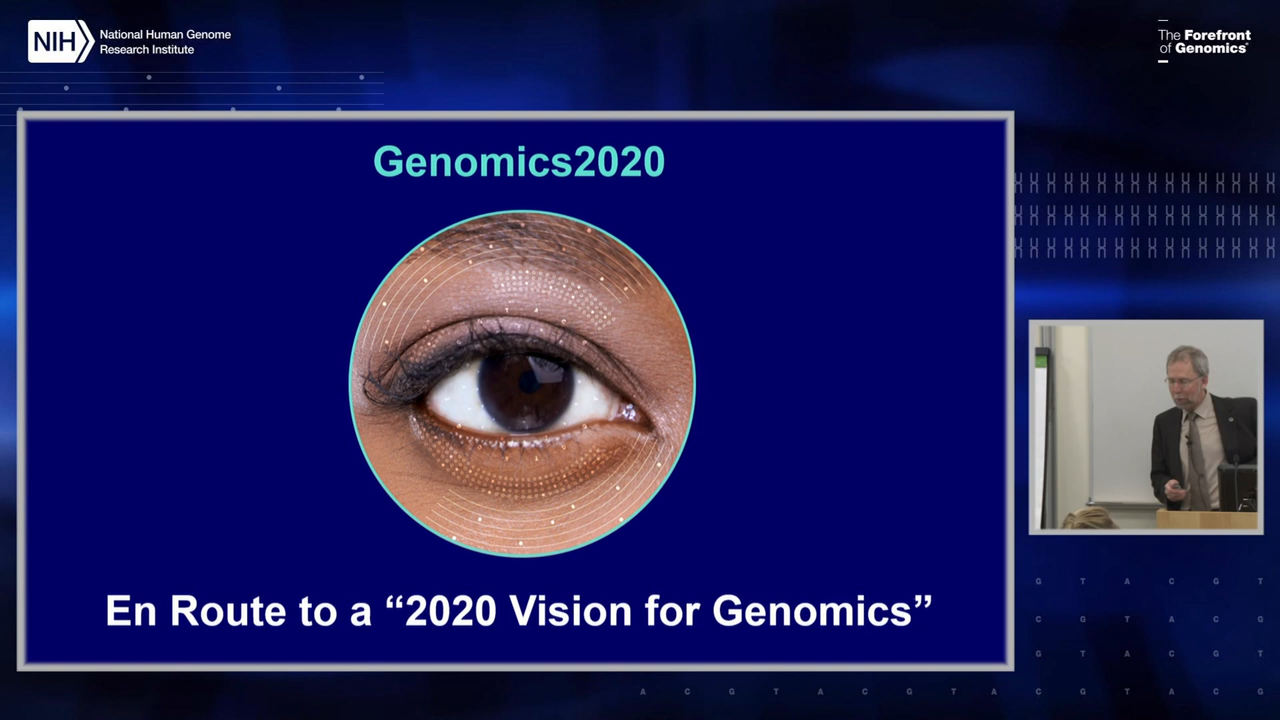 NIH
National Human Genome
Research Institute
The Forefront
of Genomics®
Genomics2020
En Route to a “2020 Vision for Genomics”
G T A C G T
C G T A C G
G T A C G T
A C G T A C G T A C G T A C G